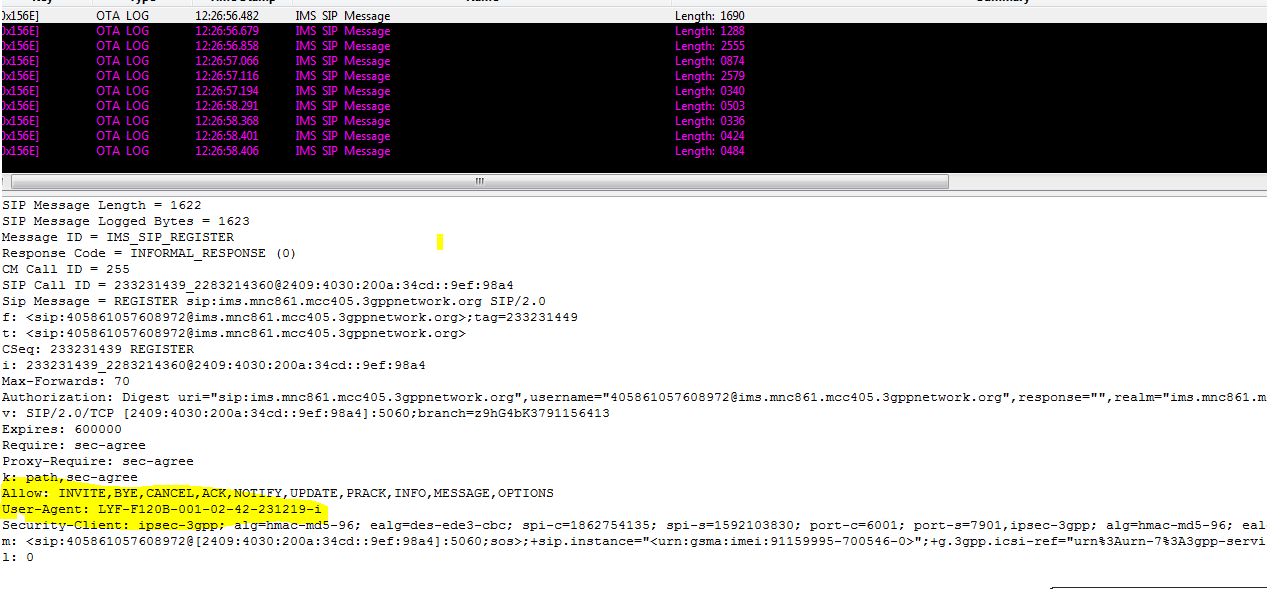 Key Type Time Stamp Name Summary
0x156E] OTA LOG 12:26:56.482 IMS SIP Message Length: 1690
0x156E] OTA LOG 12:26:56.679 IMS SIP Message Length: 1288
0x156E] OTA LOG 12:26:56.858 IMS SIP Message Length: 2555
0x156E] OTA LOG 12:26:57.066 IMS SIP Message Length: 0874
0x156E] OTA LOG 12:26:57.116 IMS SIP Message Length: 2579
0x156E] OTA LOG 12:26:57.194 IMS SIP Message Length: 0340
0x156E] OTA LOG 12:26:58.291 IMS SIP Message Length: 0503
0x156E] OTA LOG 12:26:58.368 IMS SIP Message Length: 0336
0x156E] OTA LOG 12:26:58.401 IMS SIP Message Length: 0424
0x156E] OTA LOG 12:26:58.406 IMS SIP Message Length: 0484
SIP Message Length = 1622
SIP Message Logged Bytes = 1623
Message ID = IMS_SIP_REGISTER
Response Code = INFORMAL_RESPONSE (0)
CM Call ID = 255
SIP Call ID = 233231439_2283214360@2409:4030:200a:34cd::9ef:98a4
Sip Message = REGISTER sip:ims.mnc861.mcc405.3gppnetwork.org SIP/2.0
f: <sip:405861057608972@ims.mnc861.mcc405.3gppnetwork.org>;tag=233231449
t: <sip:405861057608972@ims.mnc861.mcc405.3gppnetwork.org>
CSeq: 233231439 REGISTER
i: 233231439_2283214360@2409:4030:200a:34cd::9ef:98a4
Max-Forwards: 70
Authorization: Digest uri="sip:ims.mnc861.mcc405.3gppnetwork.org",username="405861057608972@ims.mnc861.mcc405.3gppnetwork.org",response="",realm="ims.mnc861.m
v: SIP/2.0/TCP [2409:4030:200a:34cd::9ef:98a4]:5060;branch=z9hG4bK3791156413
Expires: 600000
Require: sec-agree
Proxy-Require: sec-agree
k: path,sec-agree
Allow: INVITE,BYE,CANCEL,ACK,NOTIFY,UPDATE,PRACK,INFO,MESSAGE,OPTIONS
User-Agent: LYF-F120B-001-02-42-231219-i
Security-Client: ipsec-3gpp; alg=hmac-md5-96; ealg=des-ede3-cbc; spi-c=1862754135; spi-s=1592103830; port-c=6001; port-s=7901,ipsec-3gpp; alg=hmac-md5-96; eal
m: <sip:405861057608972@[2409:4030:200a:34cd::9ef:98a4]:5060;sos>;+sip.instance="<urn:gsma:imei:91159995-700546-0>";+g.3gpp.icsi-ref="urn%3Aurn-7%3A3gpp-servi
l: 0